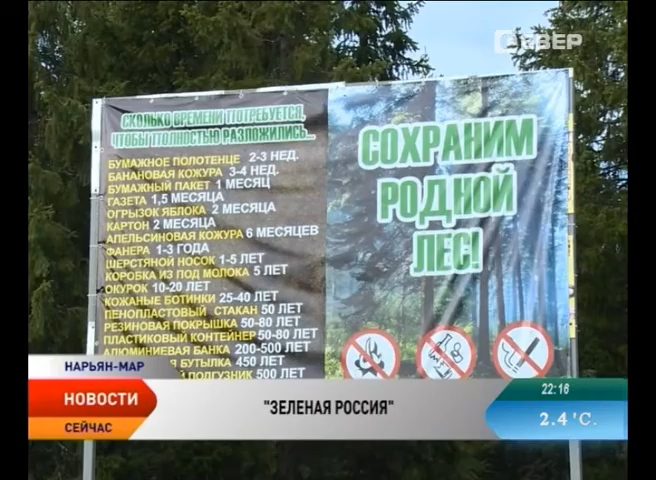 СЕВЕР
СКОЛЬКО ВРЕМЕНИ ПОТРЕБУЕТСЯ,
ЧТОБЫ ПОЛНОСТЬЮ РАЗЛОЖИЛИСЬ...
БУМАЖНОЕ ПОЛОТЕНЦЕ 2-3 НЕД.
БАНАНОВАЯ КОЖУРА 3-4 НЕД.
БУМАЖНЫЙ ПАКЕТ 1 МЕСЯЦ
ГАЗЕТА 1,5 МЕСЯЦА
ОГРЫЗОК ЯБЛОКА 2 МЕСЯЦА
КАРТОН 2 МЕСЯЦА
АПЕЛЬСИНОВАЯ КОЖУРА 6 МЕСЯЦЕВ
ФАНЕРА 1-3 ГОДА
ШЕРСТЯНОЙ НОСОК 1-5 ЛЕТ
КОРОБКА ИЗ ПОД МОЛОКА 5 ЛЕТ
ОКУРОК 10-20 ЛЕТ
КОЖАНЫЕ БОТИНКИ 25-40 ЛЕТ
ПЕНОПЛАСТОВЫЙ СТАКАН 50 ЛЕТ
РЕЗИНОВАЯ ПОКРЫШКА 50-80 ЛЕТ
ПЛАСТИКОВЫЙ КОНТЕЙНЕР 50-80 ЛЕТ
АЛЮМИНИЕВАЯ БАНКА 200-500 ЛЕТ
БУТЫЛКА 450 ЛЕТ
ПОДГУЗНИК 500 ЛЕТ
СОХРАНИМ
РОДНОЙ
ЛЕС!
НАРЬЯН-МАР
НОВОСТИ
СЕЙЧАС
"ЗЕЛЕНАЯ РОССИЯ"
22:16
2.4°C.